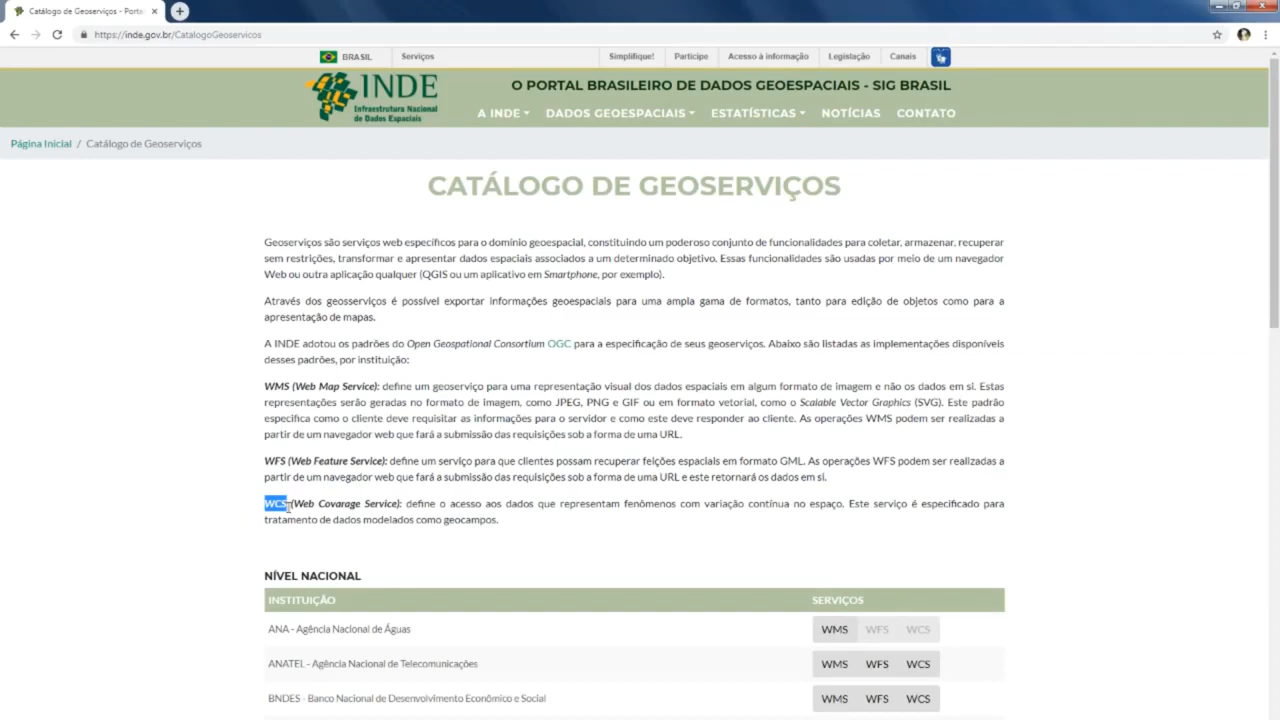 Catálogo de Geoserviços - Porta
https://inde.gov.br/CatalogoGeoservicos
BRASIL
Serviços
Simplifique!
Participe
Acesso à informação
Legislação
Canais
INDE
Infraestrutura Nacional
de Dados Espaciais
O PORTAL BRASILEIRO DE DADOS GEOESPACIAIS - SIG BRASIL
A INDE
DADOS GEOESPACIAIS
ESTATÍSTICAS
NOTÍCIAS
CONTATO
Página Inicial / Catálogo de Geoserviços
CATÁLOGO DE GEOSERVIÇOS
Geoserviços são serviços web específicos para o domínio geoespacial, constituindo um poderoso conjunto de funcionalidades para coletar, armazenar, recuperar
sem restrições, transformar e apresentar dados espaciais associados a um determinado objetivo. Essas funcionalidades são usadas por meio de um navegador
Web ou outra aplicação qualquer (QGIS ou um aplicativo em Smartphone, por exemplo).
Através dos geosserviços é possível exportar informações geoespaciais para uma ampla gama de formatos, tanto para edição de objetos como para a
apresentação de mapas.
A INDE adotou os padrões do Open Geospational Consortium OGC para a especificação de seus geoserviços. Abaixo são listadas as implementações disponíveis
desses padrões, por instituição:
WMS (Web Map Service): define um geoserviço para uma representação visual dos dados espaciais em algum formato de imagem e não os dados em si. Estas
representações serão geradas no formato de imagem, como JPEG, PNG e GIF ou em formato vetorial, como o Scalable Vector Graphics (SVG). Este padrão
especifica como o cliente deve requisitar as informações para o servidor e como este deve responder ao cliente. As operações WMS podem ser realizadas a
partir de um navegador web que fará a submissão das requisições sob a forma de uma URL.
WFS (Web Feature Service): define um serviço para que clientes possam recuperar feições espaciais em formato GML. As operações WFS podem ser realizadas a
partir de um navegador web que fará a submissão das requisições sob a forma de uma URL e este retornará os dados em si.
WCS (Web Covarage Service): define o acesso aos dados que representam fenômenos com variação contínua no espaço. Este serviço é especificado para
tratamento de dados modelados como geocampos.
NÍVEL NACIONAL
INSTITUIÇÃO SERVIÇOS
ANA - Agência Nacional de Águas WMS WFS WCS
ANATEL - Agência Nacional de Telecomunicações WMS WFS WCS
BNDES - Banco Nacional de Desenvolvimento Econômico e Social WMS WFS WCS